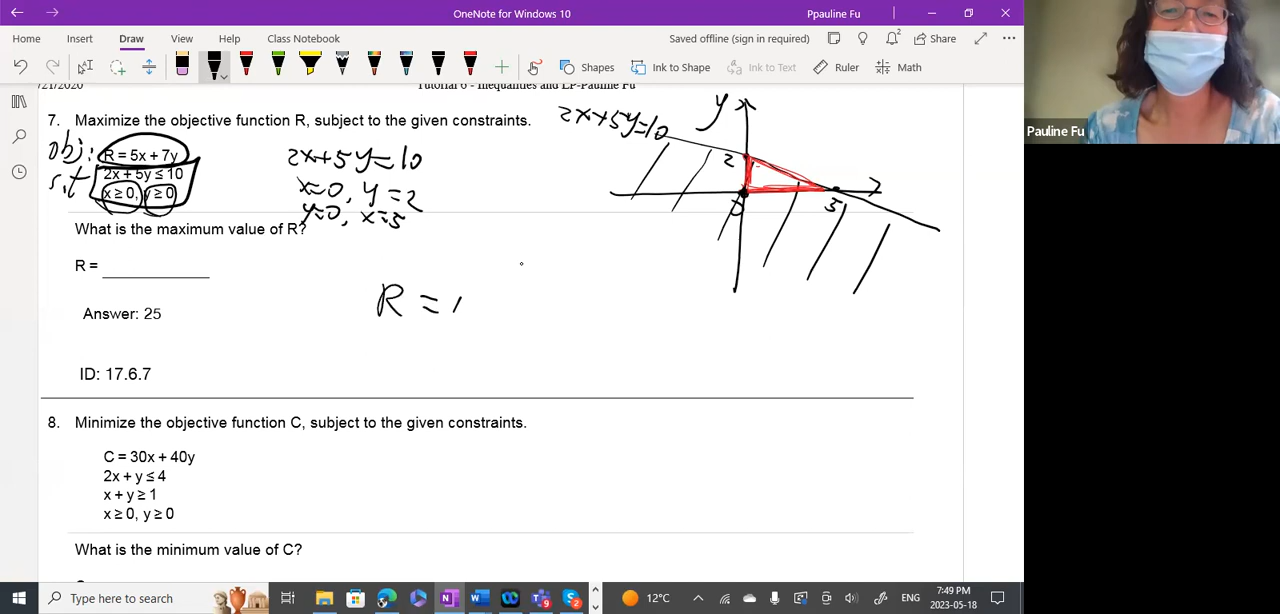 OneNote for Windows 10
Ppauline Fu
Home Insert Draw View Help Class Notebook
Saved offline (sign in required)
Share
Shapes
Ink to Shape
Ink to Text
Ruler
Math
/21/2020
Tutorial 6 - Inequalities and LP-Pauline Fu
7. Maximize the objective function R, subject to the given constraints.
obj: R = 5x + 7y
s.t 2x + 5y ≤ 10
x ≥ 0, y ≥ 0
2x+5y=10
x=0, y=2
y=0, x=5
2x+5y=10
y
2
0
5
What is the maximum value of R?
R =
R =
Answer: 25
ID: 17.6.7
8. Minimize the objective function C, subject to the given constraints.
C = 30x + 40y
2x + y ≤ 4
x + y ≥ 1
x ≥ 0, y ≥ 0
What is the minimum value of C?
Pauline Fu
Type here to search
12°C
ENG
7:49 PM
2023-05-18